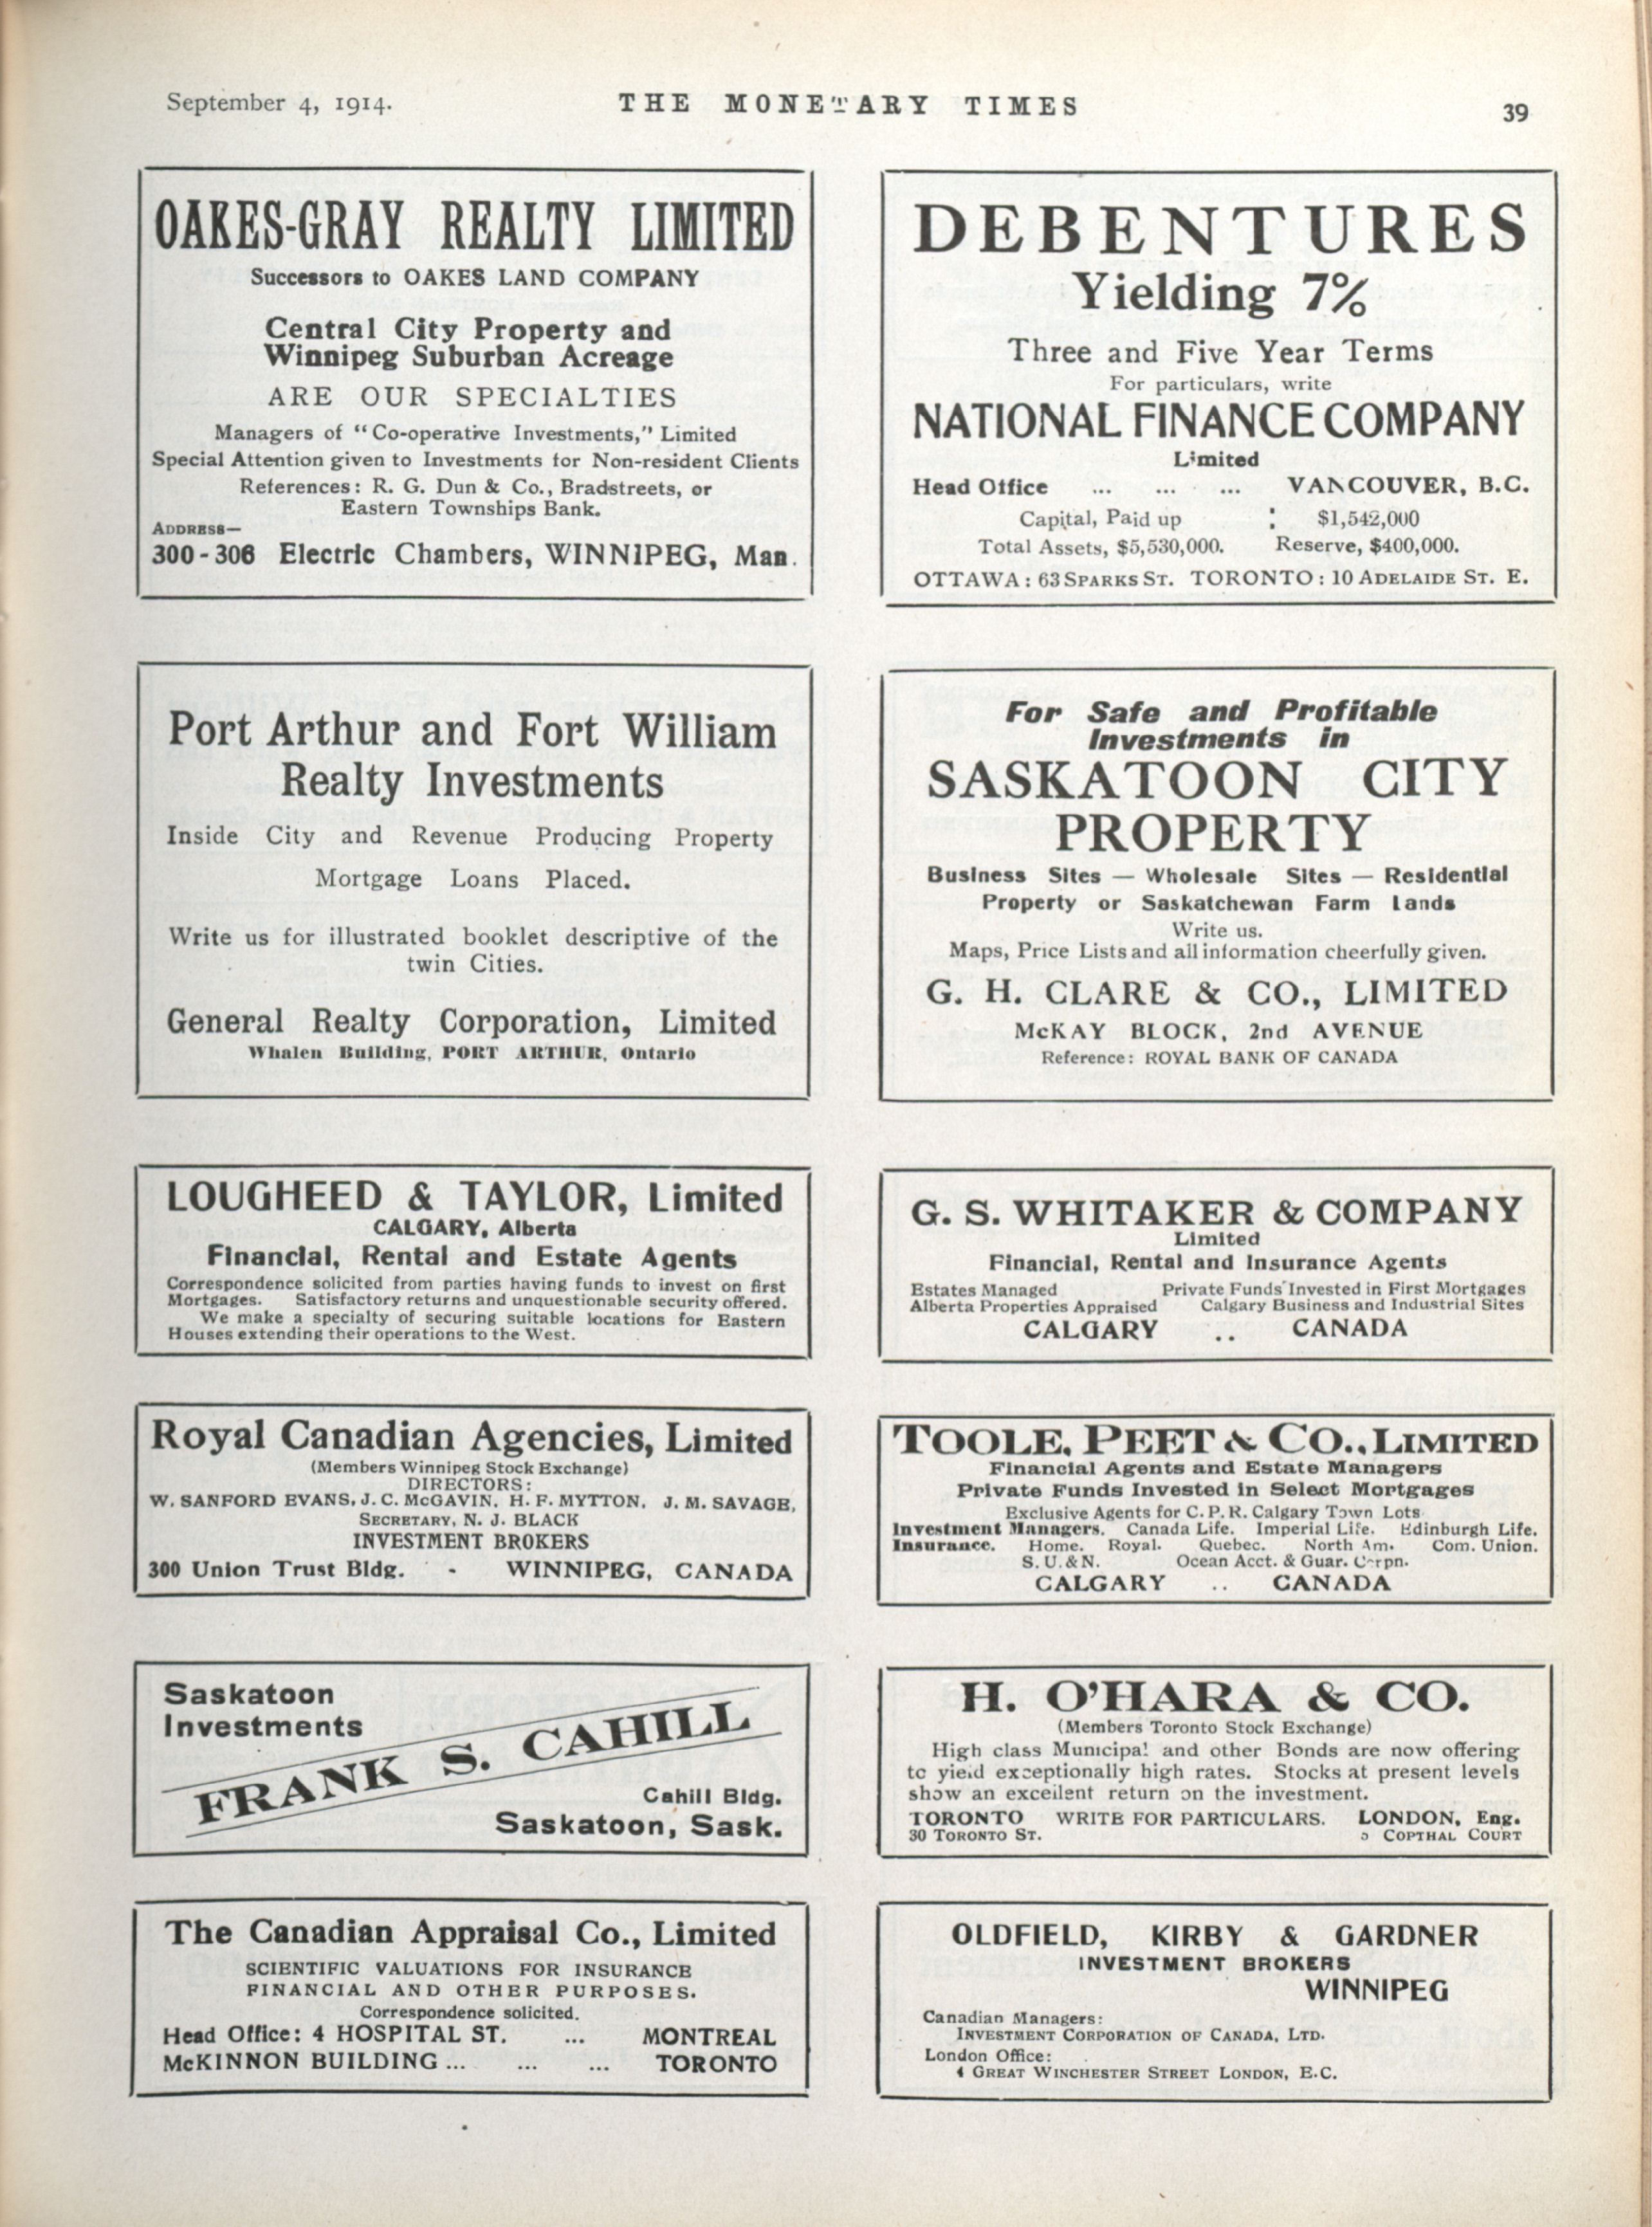 September 4, 1914.
THE MONETARY TIMES
39
OAKES-GRAY REALTY LIMITED
Successors to OAKES LAND COMPANY
Central City Property and
Winnipeg Suburban Acreage
ARE OUR SPECIALTIES
Managers of "Co-operative Investments," Limited
Special Attention given to Investments for Non-resident Clients
References: R. G. Dun & Co., Bradstreets, or
Eastern Townships Bank.
ADDRESS—
300-306 Electric Chambers, WINNIPEG, Man.
DEBENTURES
Yielding 7%
Three and Five Year Terms
For particulars, write
NATIONAL FINANCE COMPANY
Limited
Head Office ... ... ... VANCOUVER, B.C.
Capital, Paid up : $1,542,000
Total Assets, $5,530,000. Reserve, $400,000.
OTTAWA: 63 SPARKS ST. TORONTO: 10 ADELAIDE ST. E.
Port Arthur and Fort William
Realty Investments
Inside City and Revenue Producing Property
Mortgage Loans Placed.
Write us for illustrated booklet descriptive of the
twin Cities.
General Realty Corporation, Limited
Whalen Building, PORT ARTHUR, Ontario
For Safe and Profitable
Investments in
SASKATOON CITY
PROPERTY
Business Sites — Wholesale Sites — Residential
Property or Saskatchewan Farm Lands
Write us.
Maps, Price Lists and all information cheerfully given.
G. H. CLARE & CO., LIMITED
McKAY BLOCK, 2nd AVENUE
Reference: ROYAL BANK OF CANADA
LOUGHEED & TAYLOR, Limited
CALGARY, Alberta
Financial, Rental and Estate Agents
Correspondence solicited from parties having funds to invest on first
Mortgages. Satisfactory returns and unquestionable security offered.
We make a specialty of securing suitable locations for Eastern
Houses extending their operations to the West.
G. S. WHITAKER & COMPANY
Limited
Financial, Rental and Insurance Agents
Estates Managed Private Funds Invested in First Mortgages
Alberta Properties Appraised Calgary Business and Industrial Sites
CALGARY .. CANADA
Royal Canadian Agencies, Limited
(Members Winnipeg Stock Exchange)
DIRECTORS:
W. SANFORD EVANS, J. C. McGAVIN, H. F. MYTTON, J. M. SAVAGE,
SECRETARY, N. J. BLACK
INVESTMENT BROKERS
300 Union Trust Bldg. - WINNIPEG, CANADA
TOOLE, PEET & CO., LIMITED
Financial Agents and Estate Managers
Private Funds Invested in Select Mortgages
Exclusive Agents for C. P. R. Calgary Town Lots
Investment Managers. Canada Life. Imperial Life. Edinburgh Life.
Insurance. Home. Royal. Quebec. North Am. Com. Union.
S. U. & N. Ocean Acct. & Guar. Corpn.
CALGARY .. CANADA
Saskatoon
Investments
FRANK S. CAHILL
Cahill Bldg.
Saskatoon, Sask.
H. O'HARA & CO.
(Members Toronto Stock Exchange)
High class Municipal and other Bonds are now offering
to yield exceptionally high rates. Stocks at present levels
show an excellent return on the investment.
TORONTO WRITE FOR PARTICULARS. LONDON, Eng.
30 TORONTO ST. COPTHAL COURT
The Canadian Appraisal Co., Limited
SCIENTIFIC VALUATIONS FOR INSURANCE
FINANCIAL AND OTHER PURPOSES.
Correspondence solicited.
Head Office: 4 HOSPITAL ST. ... MONTREAL
McKINNON BUILDING ... ... ... TORONTO
OLDFIELD, KIRBY & GARDNER
INVESTMENT BROKERS
WINNIPEG
Canadian Managers:
INVESTMENT CORPORATION OF CANADA, LTD.
London Office:
4 GREAT WINCHESTER STREET LONDON, E.C.